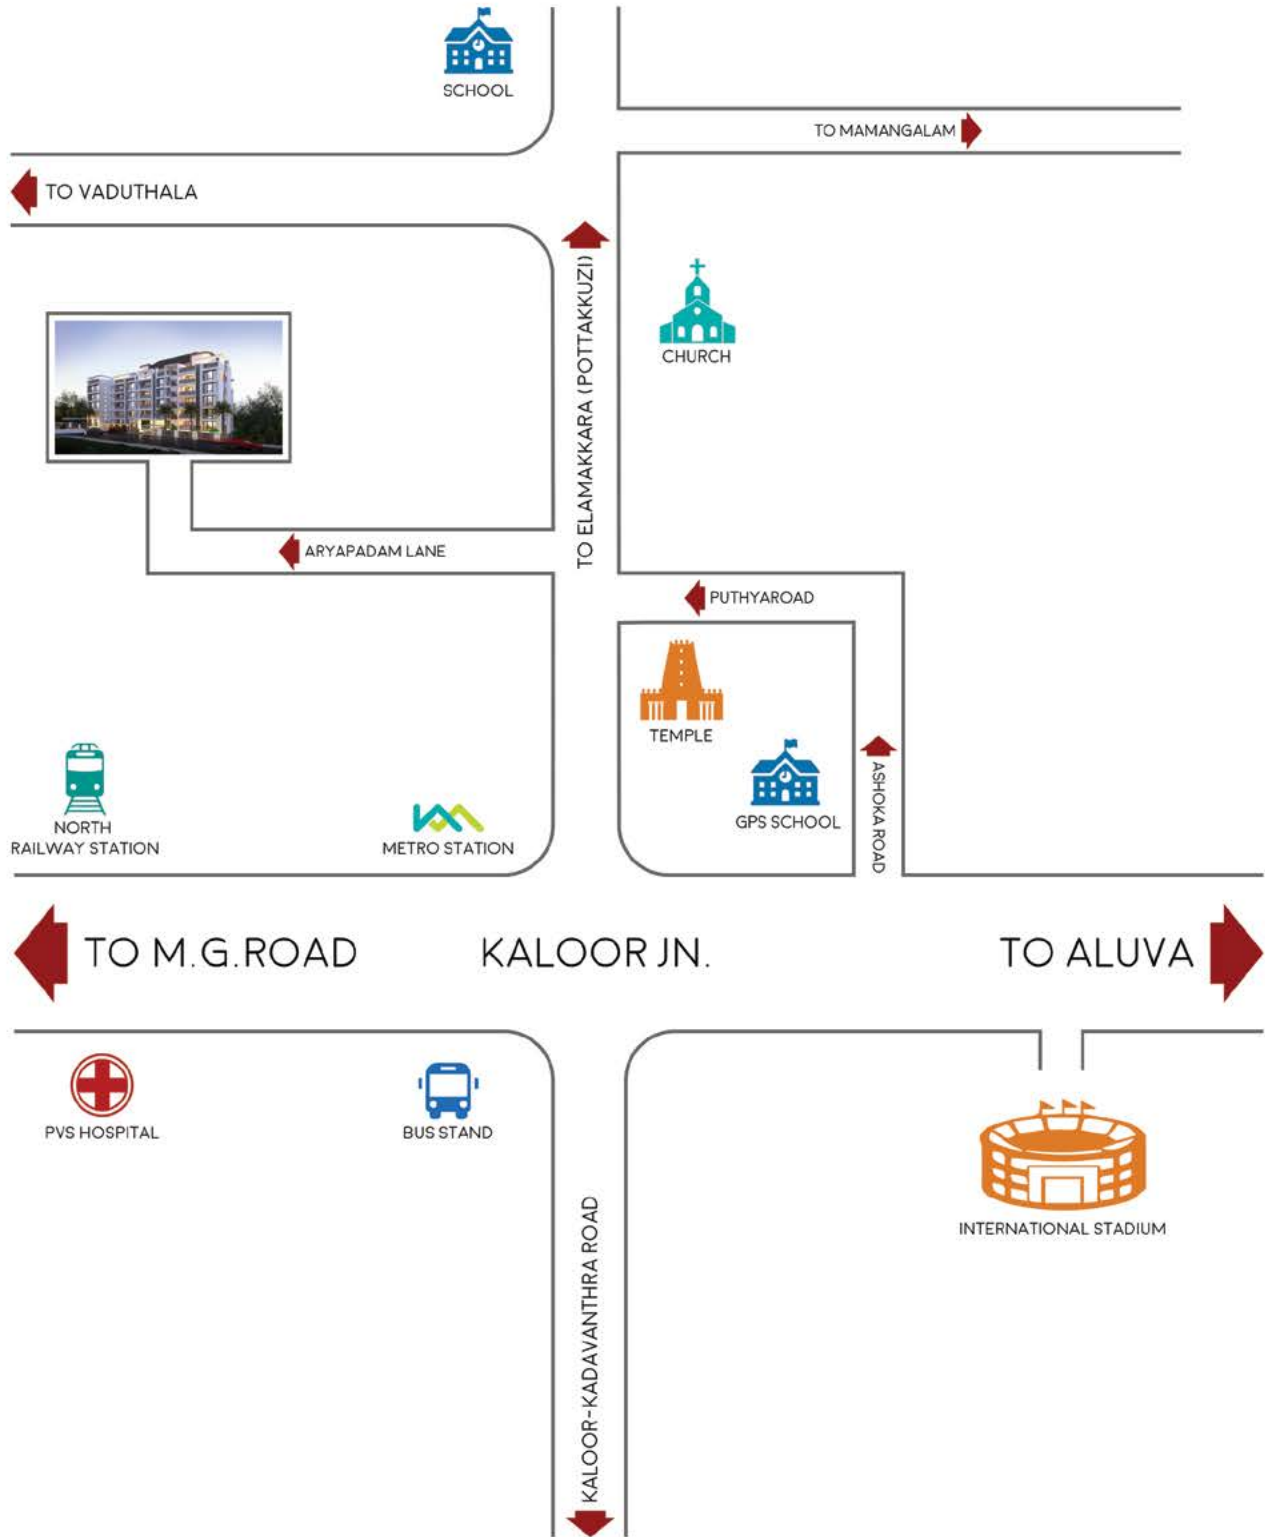 SCHOOL
TO MAMANGALAM
TO VADUTHALA
TO ELAMAKKARA (POTTAKKUZI)
CHURCH
ARYAPADAM LANE
PUTHYAROAD
TEMPLE
GPS SCHOOL
ASHOKA ROAD
NORTH
RAILWAY STATION
METRO STATION
TO M.G.ROAD
KALOOR JN.
TO ALUVA
PVS HOSPITAL
BUS STAND
INTERNATIONAL STADIUM
KALOOR-KADAVANTHRA ROAD